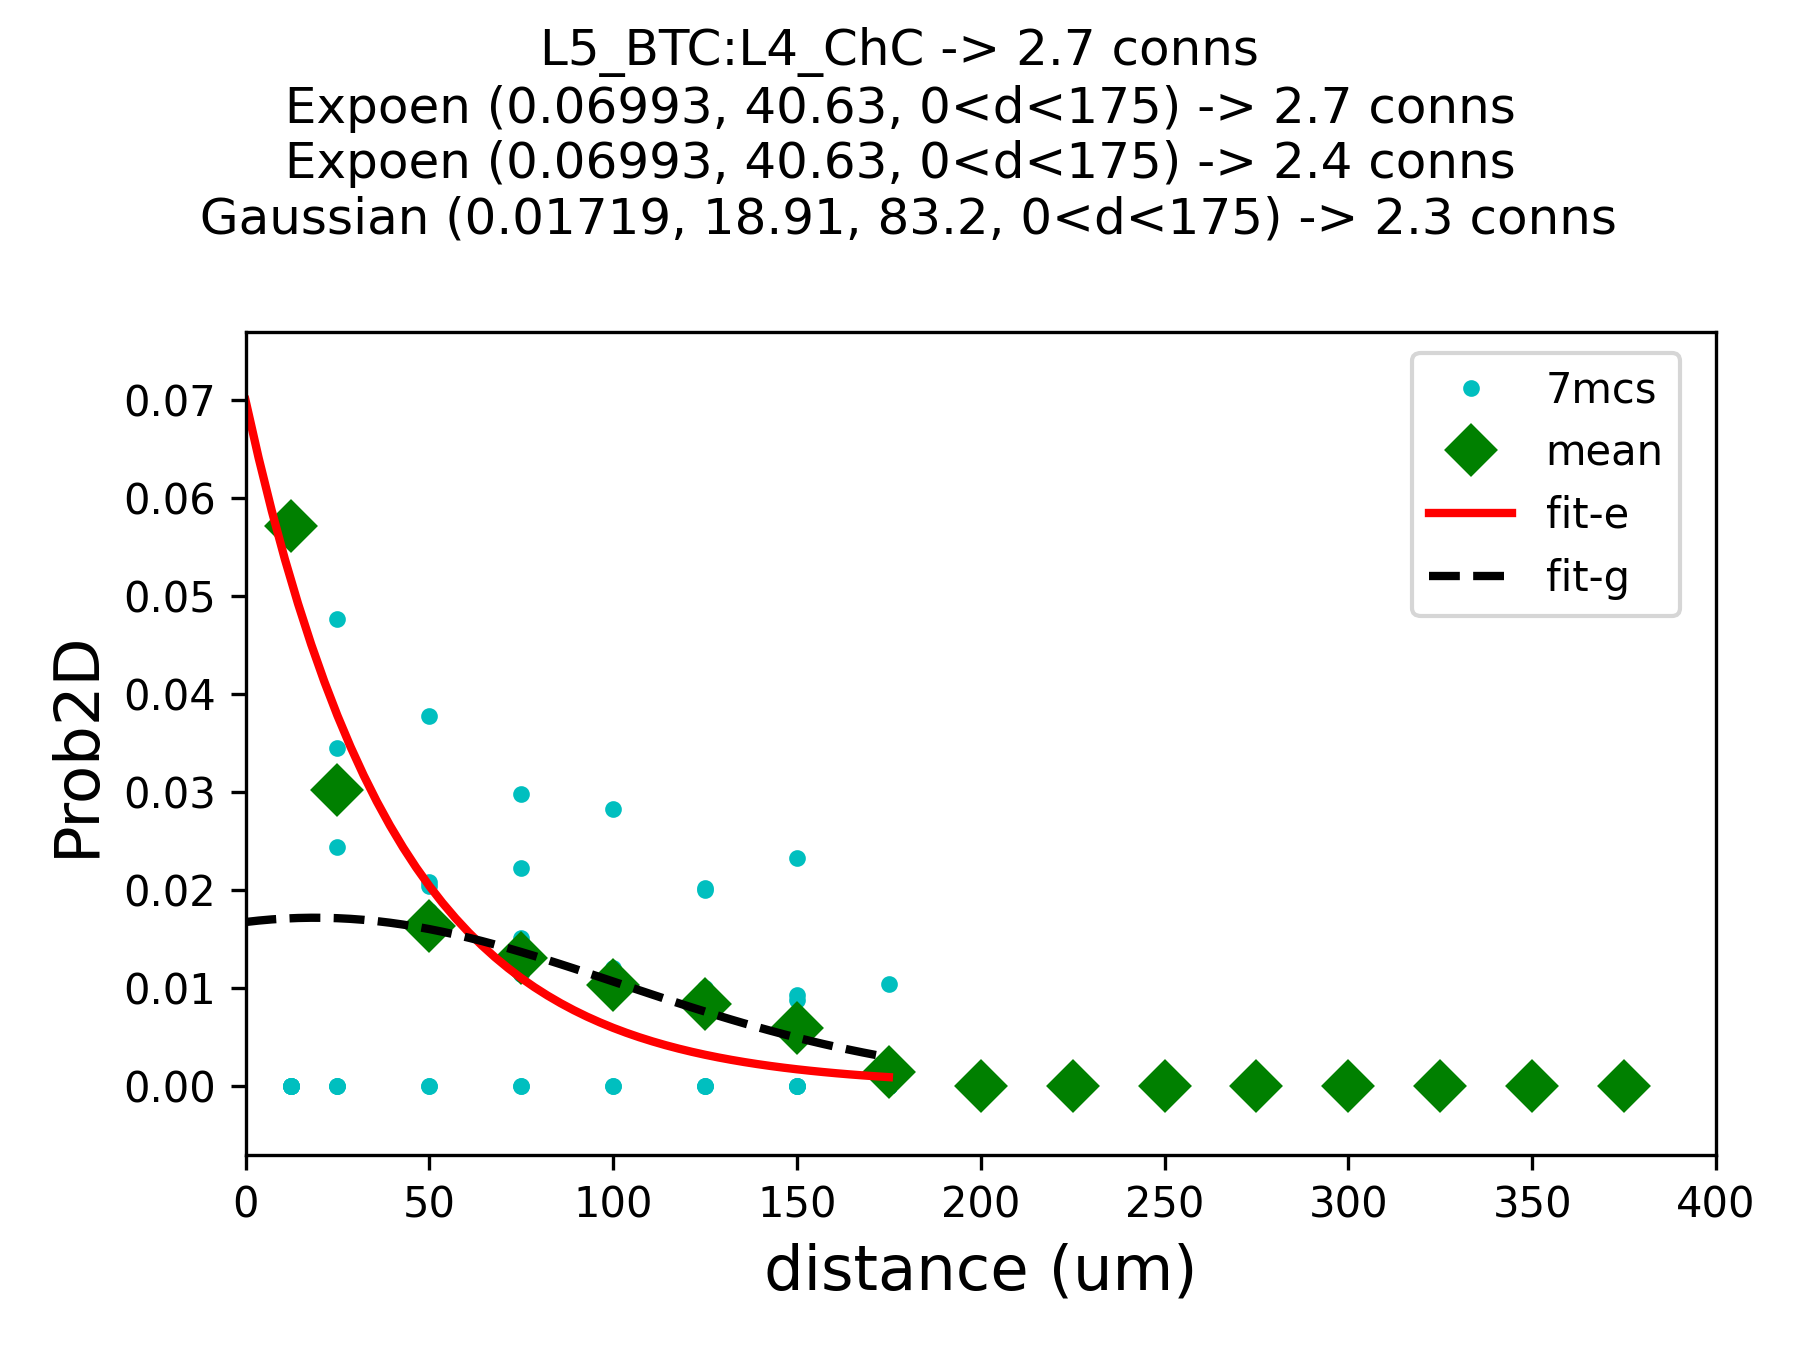 L5_BTC:L4_ChC -> 2.7 conns
Expoen (0.06993, 40.63, 0<d<175) -> 2.7 conns
Expoen (0.06993, 40.63, 0<d<175) -> 2.4 conns
Gaussian (0.01719, 18.91, 83.2, 0<d<175) -> 2.3 conns
7mcs
mean
fit-e
fit-g
Prob2D
0.07
0.06
0.05
0.04
0.03
0.02
0.01
0.00
0 50 100 150 200 250 300 350 400
distance (um)